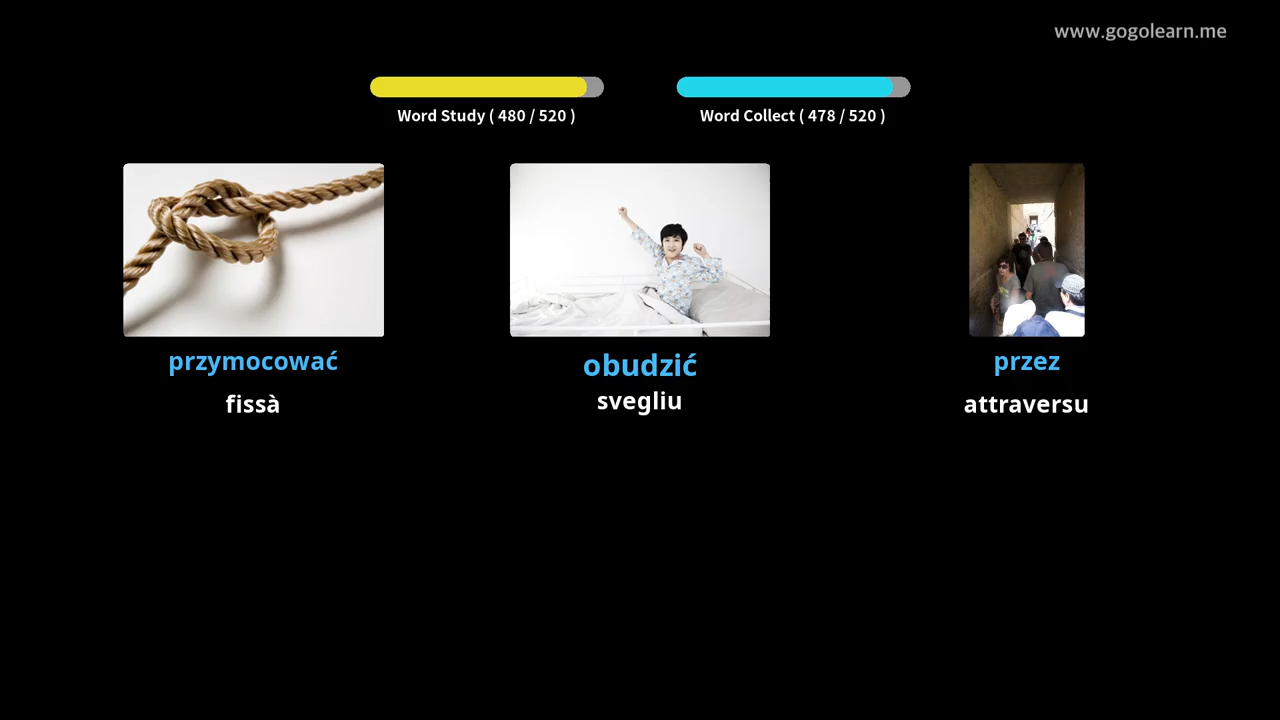 www.gogolearn.me
Word Study ( 480 / 520 )
Word Collect ( 478 / 520 )
przymocować
fissà
obudzić
svegliu
przez
attraversu